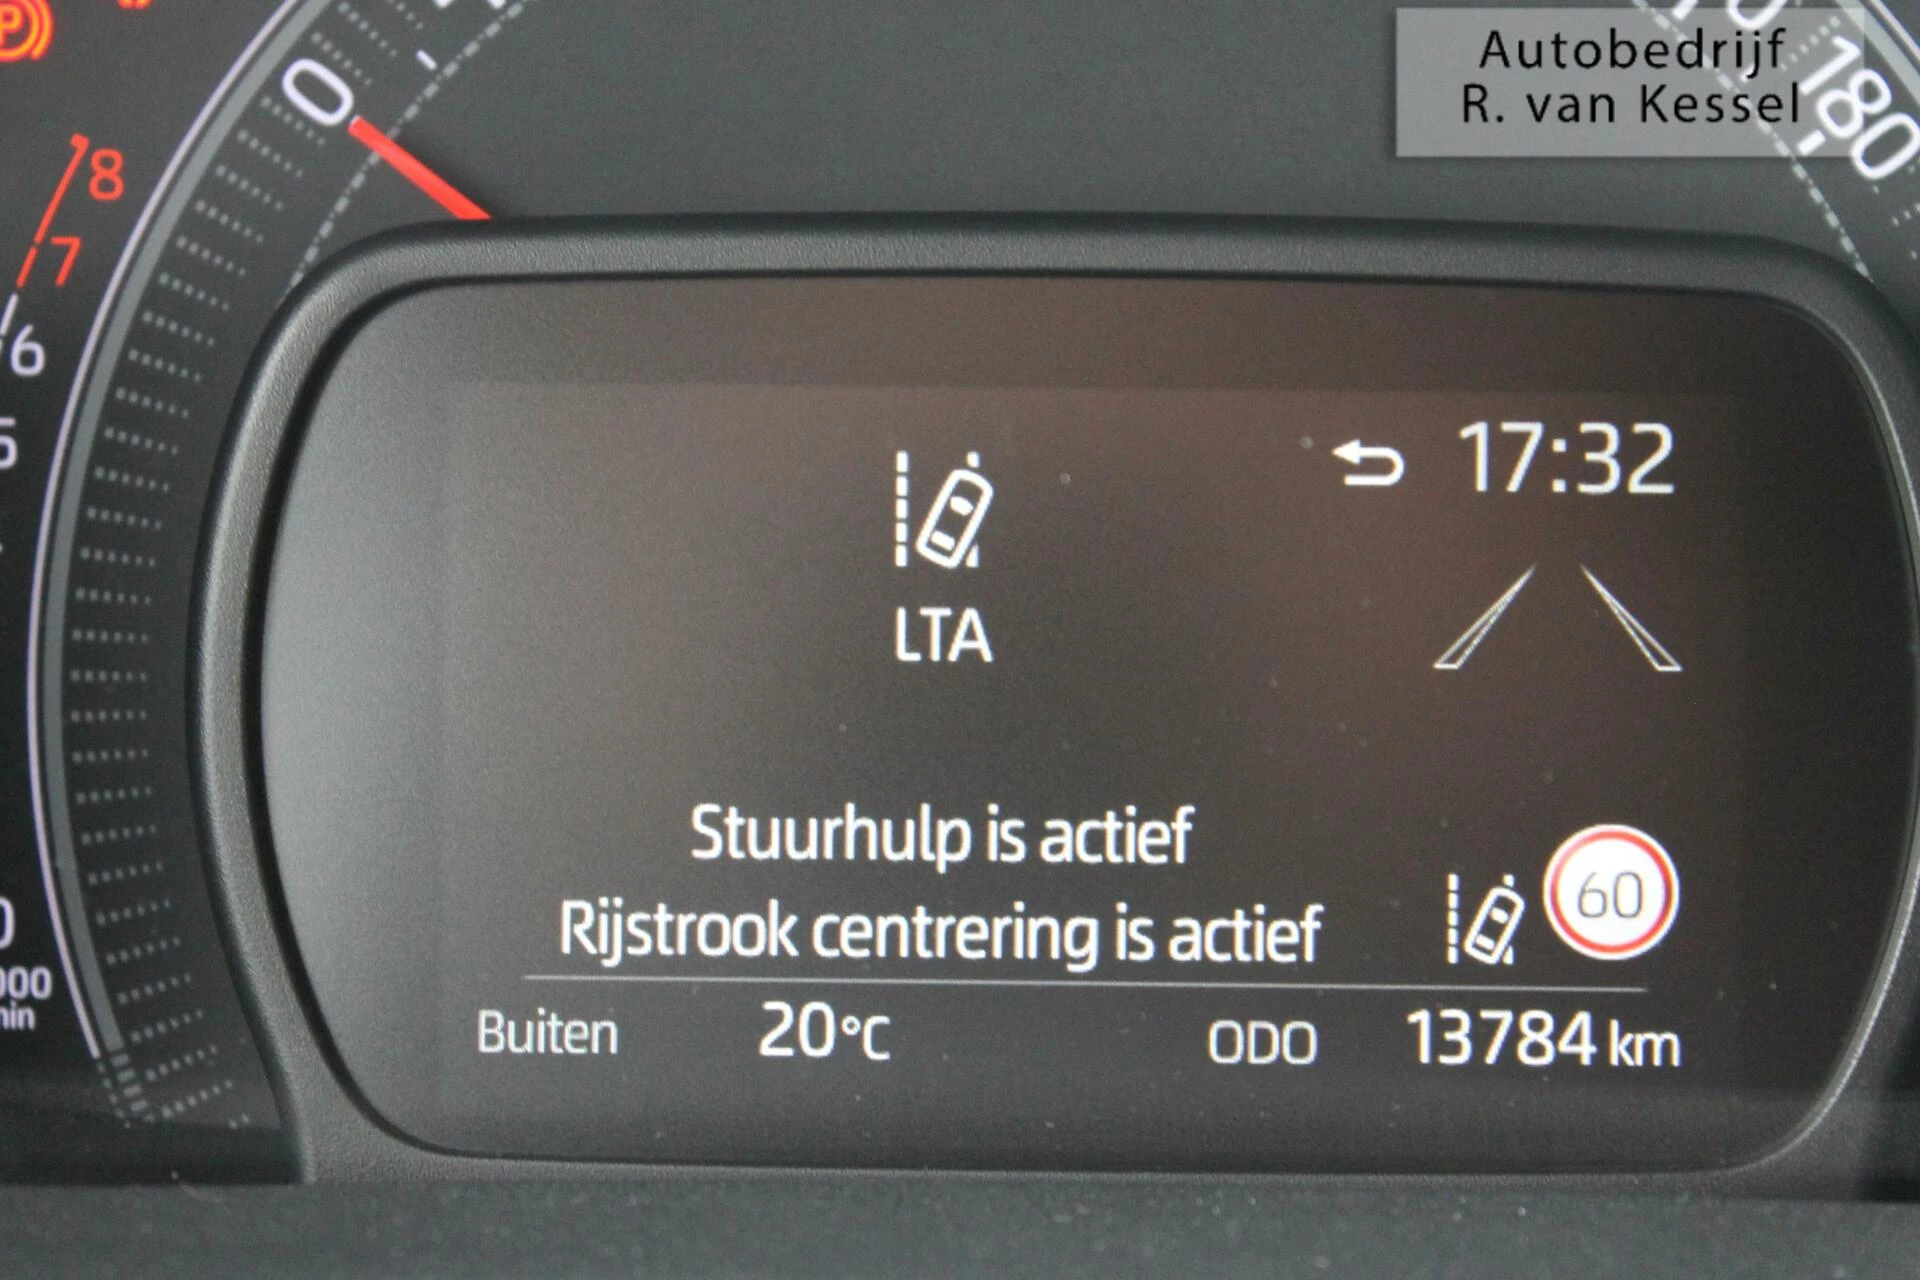 Autobedrijf
R. van Kessel
0
180
8
7
6
5
17:32
LTA
Stuurhulp is actief
Rijstrook centrering is actief
60
Buiten 20°C ODO 13784 km